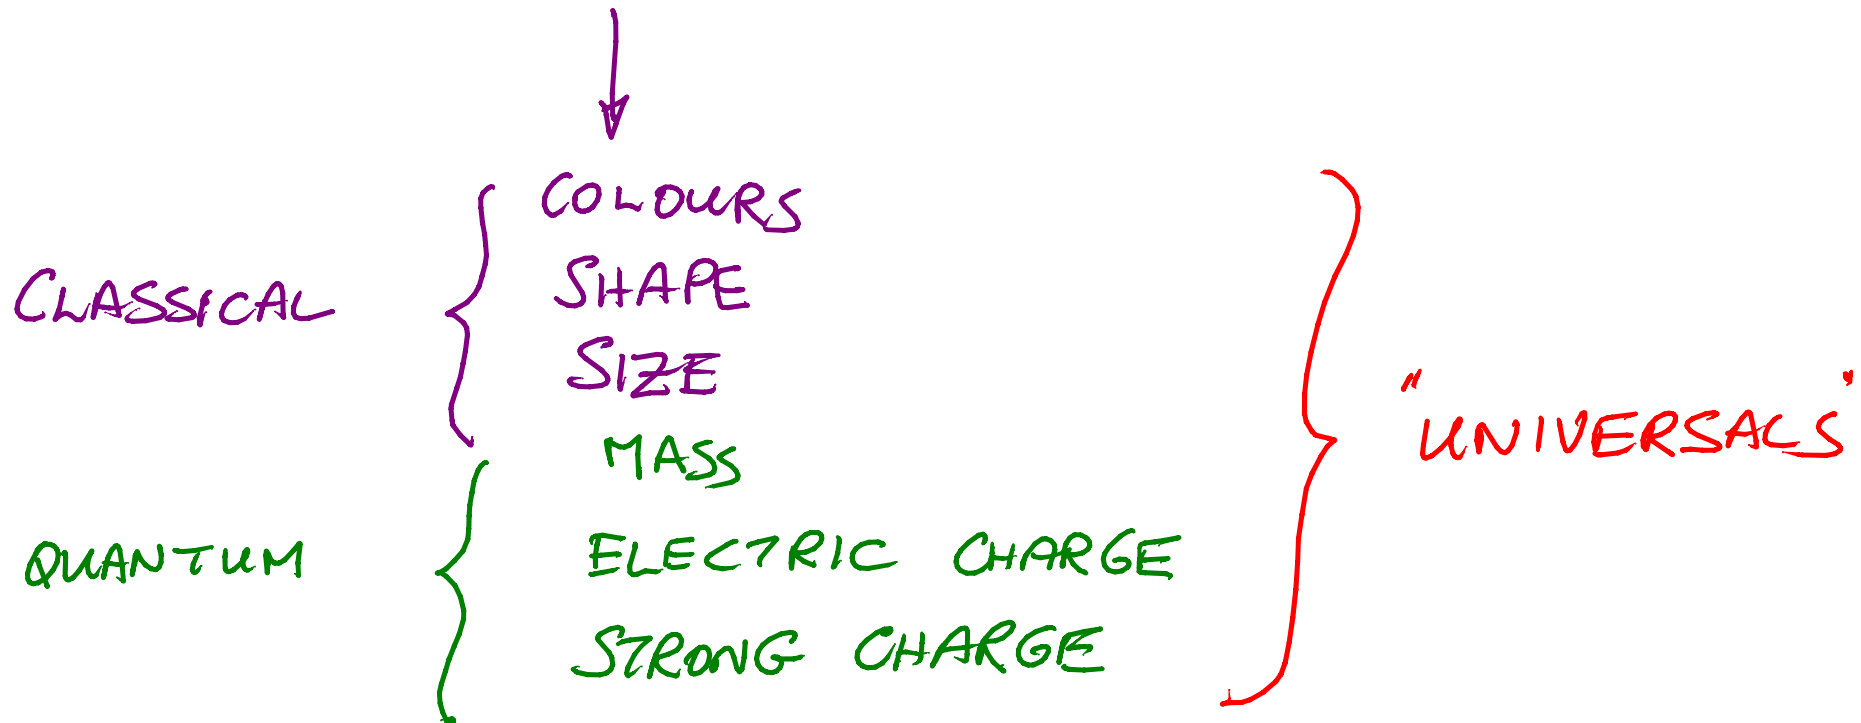 COLOURS
SHAPE
CLASSICAL
SIZE
MASS
"UNIVERSALS"
QUANTUM
ELECTRIC CHARGE
STRONG CHARGE